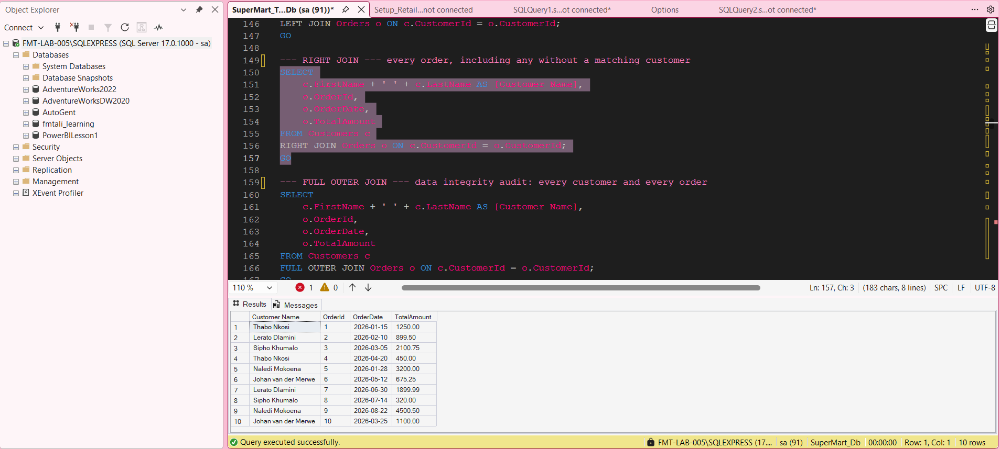 Object Explorer
Connect
FMT-LAB-005\SQLEXPRESS (SQL Server 17.0.1000 - sa)
Databases
System Databases
Database Snapshots
AdventureWorks2022
AdventureWorksDW2020
AutoGent
fmtali_learning
PowerBILesson1
Security
Server Objects
Replication
Management
XEvent Profiler
SuperMart_T...Db (sa (91))* Setup_Retail...not connected SQLQuery1.s...ot connected* Options SQLQuery2.s...ot connected*
146 LEFT JOIN Orders o ON c.CustomerId = o.CustomerId;
147 GO
148
149 --- RIGHT JOIN --- every order, including any without a matching customer
150 SELECT
151 c.FirstName + ' ' + c.LastName AS [Customer Name],
152 o.OrderId,
153 o.OrderDate,
154 o.TotalAmount
155 FROM Customers c
156 RIGHT JOIN Orders o ON c.CustomerId = o.CustomerId;
157 GO
158
159 --- FULL OUTER JOIN --- data integrity audit: every customer and every order
160 SELECT
161 c.FirstName + ' ' + c.LastName AS [Customer Name],
162 o.OrderId,
163 o.OrderDate,
164 o.TotalAmount
165 FROM Customers c
166 FULL OUTER JOIN Orders o ON c.CustomerId = o.CustomerId;
167 GO
110 % 1 0 Ln: 157, Ch: 3 (183 chars, 8 lines) SPC LF UTF-8
Results Messages
Customer Name OrderId OrderDate TotalAmount
1 Thabo Nkosi 1 2026-01-15 1250.00
2 Lerato Dlamini 2 2026-02-10 899.50
3 Sipho Khumalo 3 2026-03-05 2100.75
4 Thabo Nkosi 4 2026-04-20 450.00
5 Naledi Mokoena 5 2026-01-28 3200.00
6 Johan van der Merwe 6 2026-05-12 675.25
7 Lerato Dlamini 7 2026-06-30 1899.99
8 Sipho Khumalo 8 2026-07-14 320.00
9 Naledi Mokoena 9 2026-08-22 4500.50
10 Johan van der Merwe 10 2026-03-25 1100.00
Query executed successfully. FMT-LAB-005\SQLEXPRESS (17.... sa (91) SuperMart_Db 00:00:00 Row: 1, Col: 1 10 rows